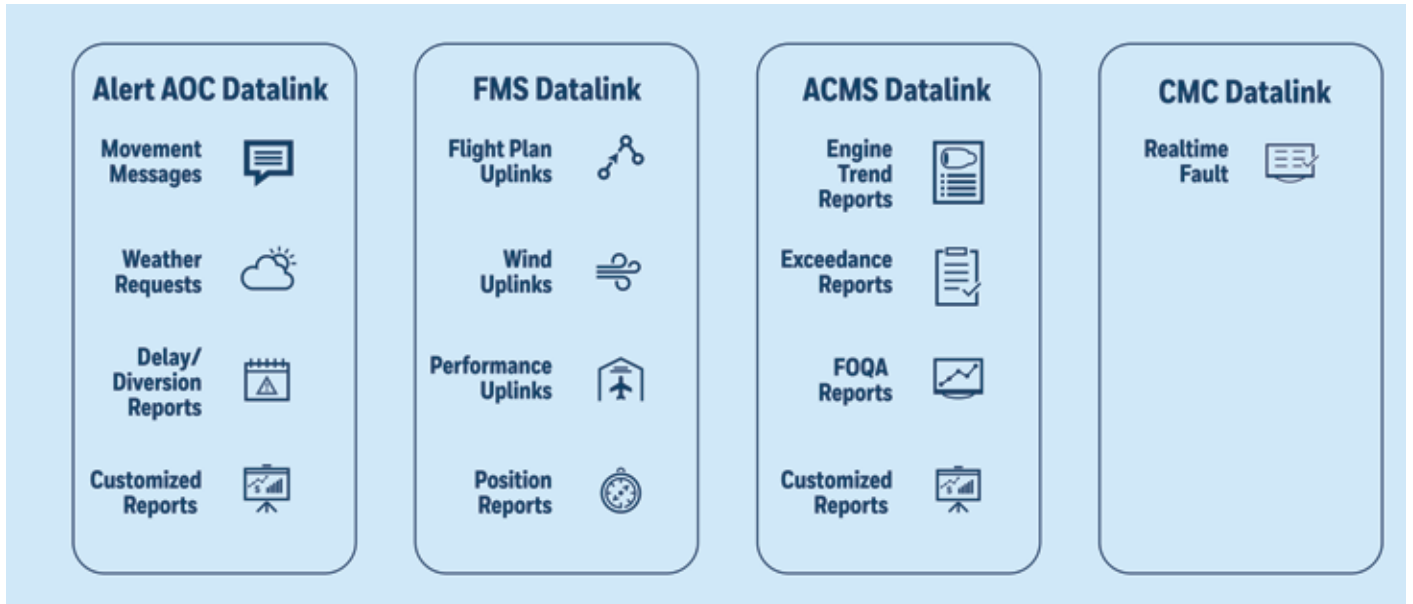 Alert AOC Datalink
Movement
Messages
Weather
Requests
Delay/
Diversion
Reports
Customized
Reports
FMS Datalink
Flight Plan
Uplinks
Wind
Uplinks
Performance
Uplinks
Position
Reports
ACMS Datalink
Engine
Trend
Reports
Exceedance
Reports
FOQA
Reports
Customized
Reports
CMC Datalink
Realtime
Fault